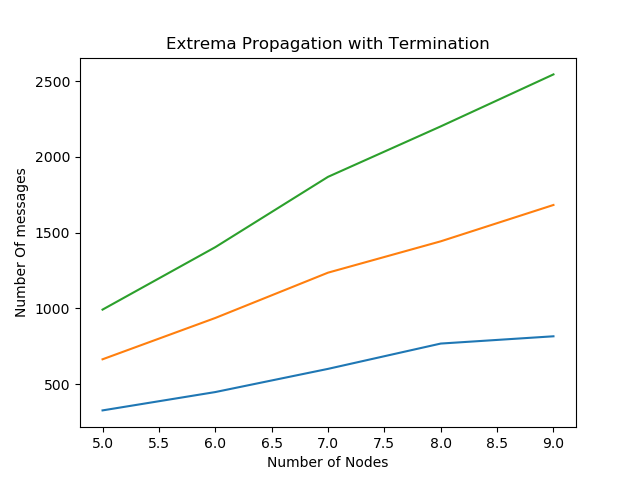 Extrema Propagation with Termination
2500
2000
1500
1000
500
Number Of messages
5.0 5.5 6.0 6.5 7.0 7.5 8.0 8.5 9.0
Number of Nodes